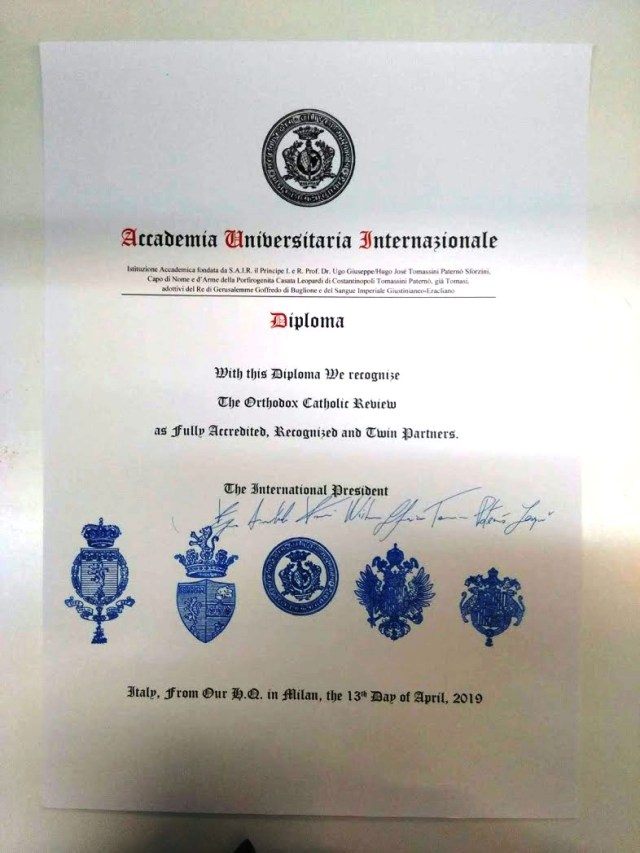 Accademia Universitaria Internazionale
Istituzione Accademica fondata da S.A.I.R. il Principe I. e R. Prof. Dr. Ugo Giuseppe/Hugo José Tomassini Paternò Sforzini,
Capo di Nome e d'Arme della Porfirogenita Casata Leopardi di Costantinopoli Tomassini Paternò, già Tomasi;
adottivi del Re di Gerusalemme Goffredo di Buglione e del Sangue Imperiale Giustinianeo-Eracliano
Diploma
With this Diploma We recognize
The Orthodox Catholic Review
as Fully Accredited, Recognized and Twin Partners.
The International President
Italy, From Our H.Q. in Milan, the 13th Day of April, 2019